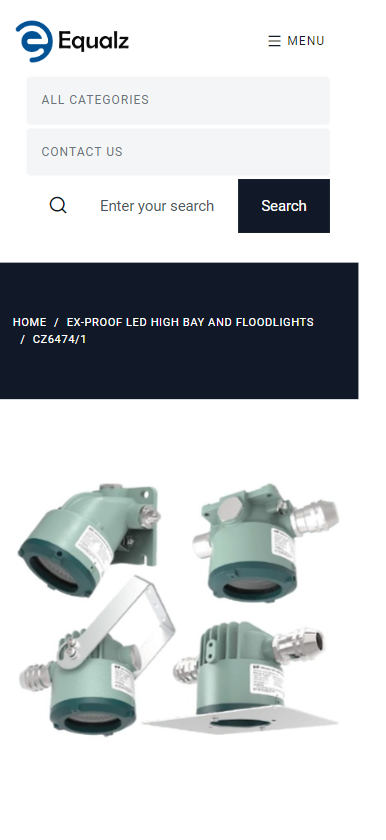 Equalz
MENU
ALL CATEGORIES
CONTACT US
Enter your search
Search
HOME / EX-PROOF LED HIGH BAY AND FLOODLIGHTS
/ CZ6474/1